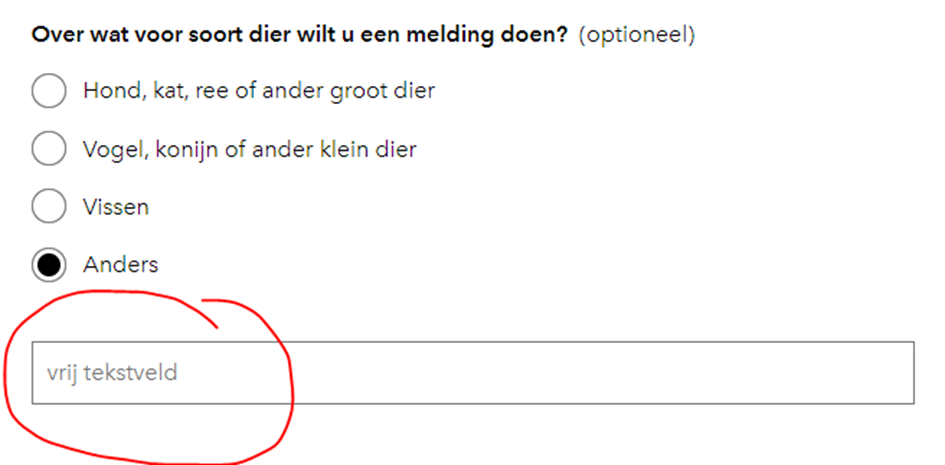 Over wat voor soort dier wilt u een melding doen? (optioneel)
Hond, kat, ree of ander groot dier
Vogel, konijn of ander klein dier
Vissen
Anders
vrij tekstveld